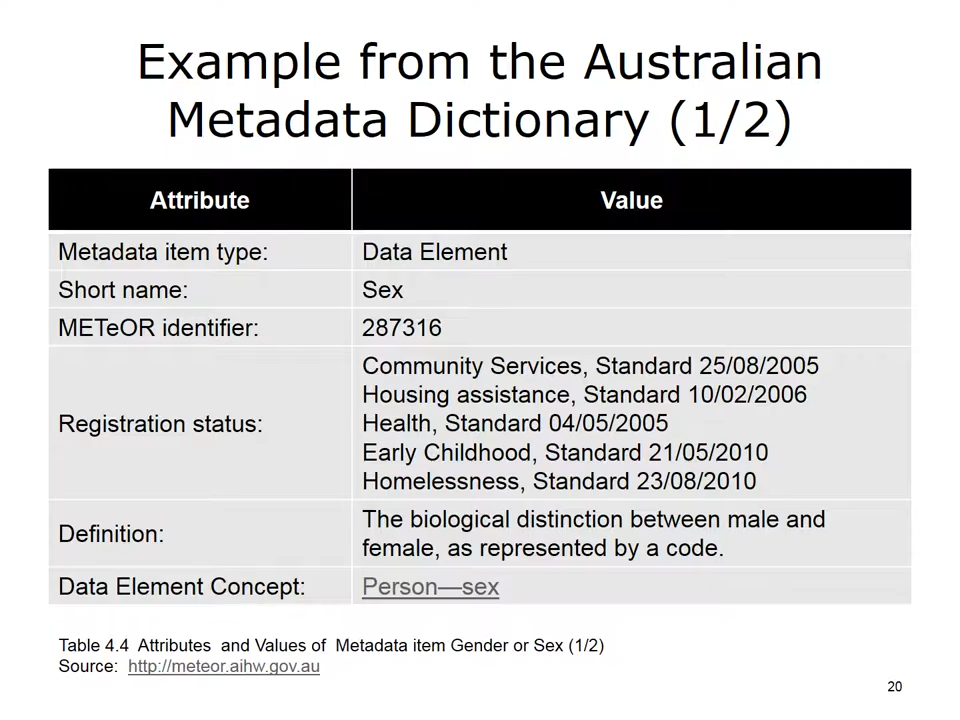 Example from the Australian
Metadata Dictionary (1/2)
Attribute Value
Metadata item type: Data Element
Short name: Sex
METeOR identifier: 287316
Registration status:
Community Services, Standard 25/08/2005
Housing assistance, Standard 10/02/2006
Health, Standard 04/05/2005
Early Childhood, Standard 21/05/2010
Homelessness, Standard 23/08/2010
Definition:
The biological distinction between male and
female, as represented by a code.
Data Element Concept: Person—sex
Table 4.4 Attributes and Values of Metadata item Gender or Sex (1/2)
Source: http://meteor.aihw.gov.au
20